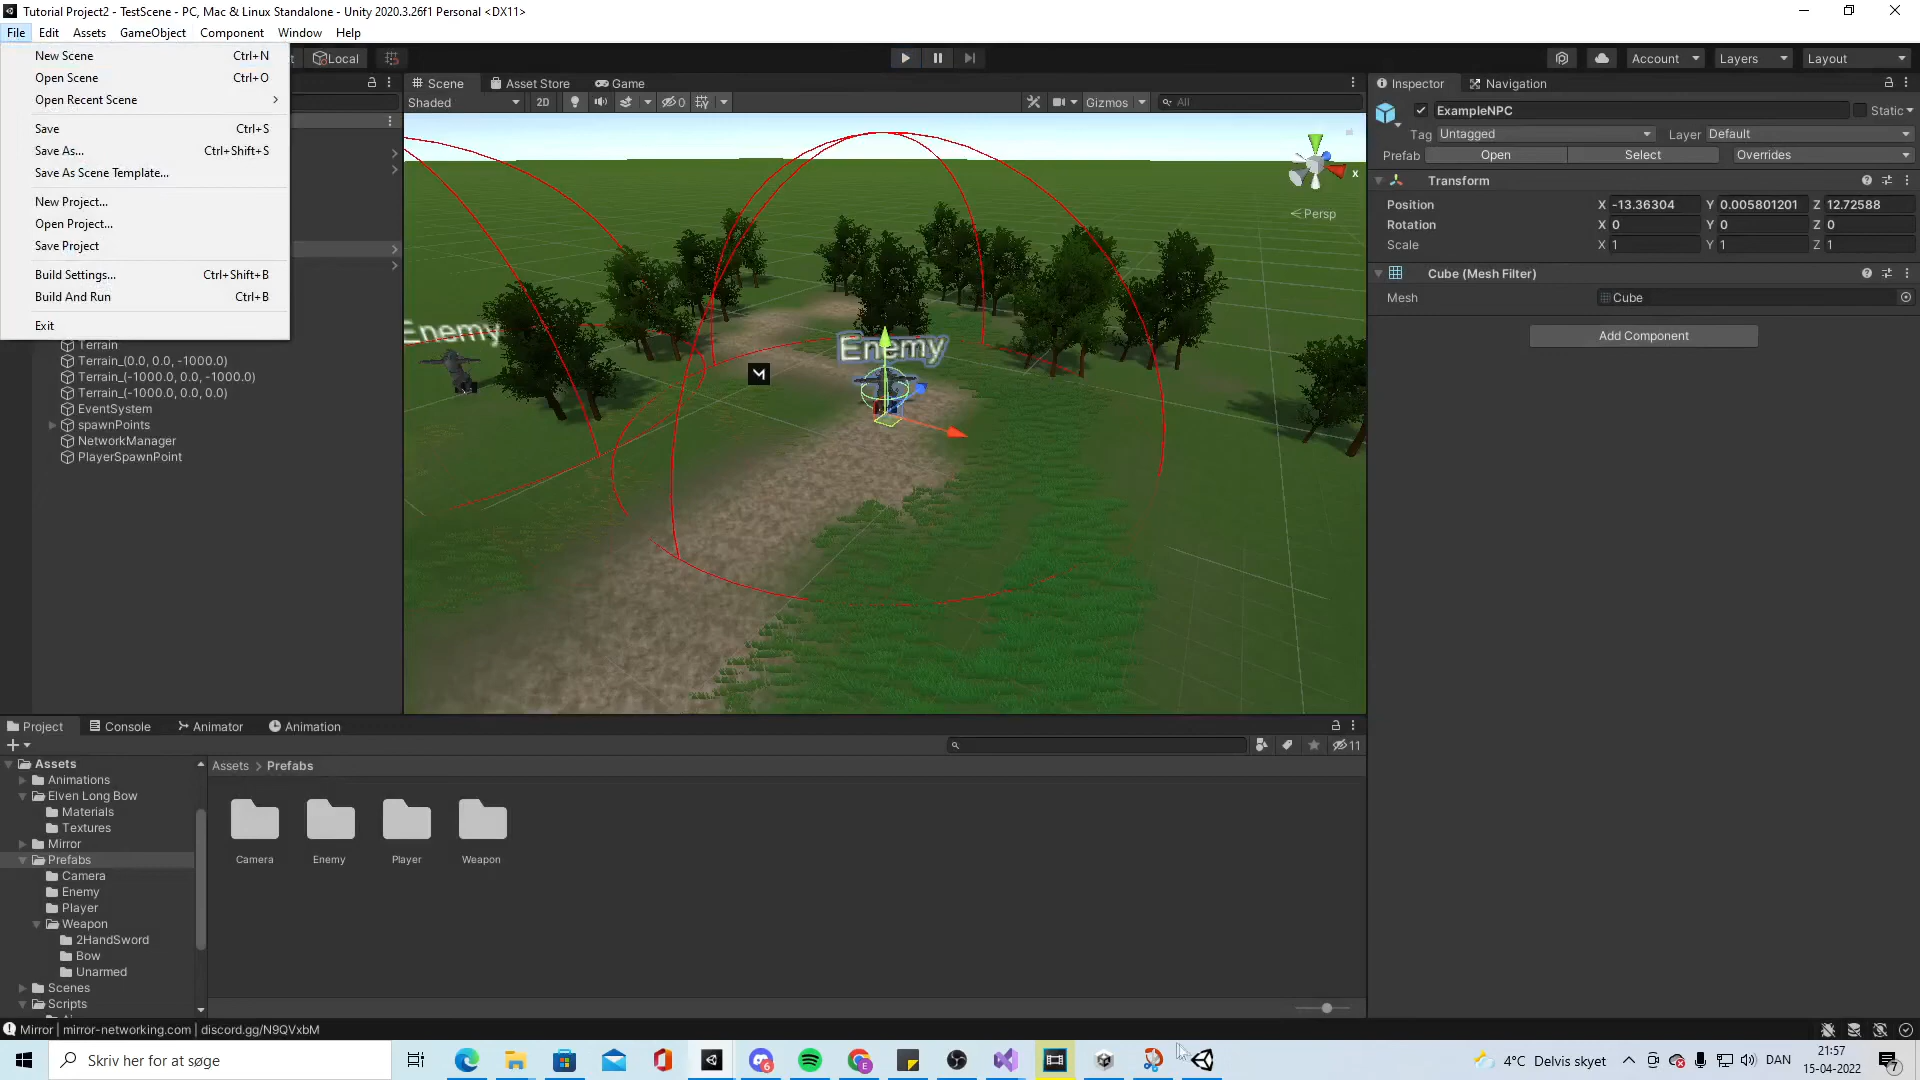 Tutorial Project2 - TestScene - PC, Mac & Linux Standalone - Unity 2020.3.26f1 Personal <DX11>
File Edit Assets GameObject Component Window Help
New Scene Ctrl+N
Open Scene Ctrl+O
Open Recent Scene
Save Ctrl+S
Save As... Ctrl+Shift+S
Save As Scene Template...
New Project...
Open Project...
Save Project
Build Settings... Ctrl+Shift+B
Build And Run Ctrl+B
Exit
Local
Account Layers Layout
Scene Asset Store Game
Shaded 2D 0 Gizmos All
x
Persp
Enemy
Enemy
Terrain
Terrain_(0.0, 0.0, -1000.0)
Terrain_(-1000.0, 0.0, -1000.0)
Terrain_(-1000.0, 0.0, 0.0)
EventSystem
spawnPoints
NetworkManager
PlayerSpawnPoint
Inspector Navigation
ExampleNPC Static
Tag Untagged Layer Default
Prefab Open Select Overrides
Transform
Position X -13.36304 Y 0.005801201 Z 12.72588
Rotation X 0 Y 0 Z 0
Scale X 1 Y 1 Z 1
Cube (Mesh Filter)
Mesh Cube
Add Component
Project Console Animator Animation
11
Assets
Animations
Elven Long Bow
Materials
Textures
Mirror
Prefabs
Camera
Enemy
Player
Weapon
2HandSword
Bow
Unarmed
Scenes
Scripts
Assets > Prefabs
Camera Enemy Player Weapon
Mirror | mirror-networking.com | discord.gg/N9QVxbM
Skriv her for at søge
4°C Delvis skyet DAN
21:57
15-04-2022